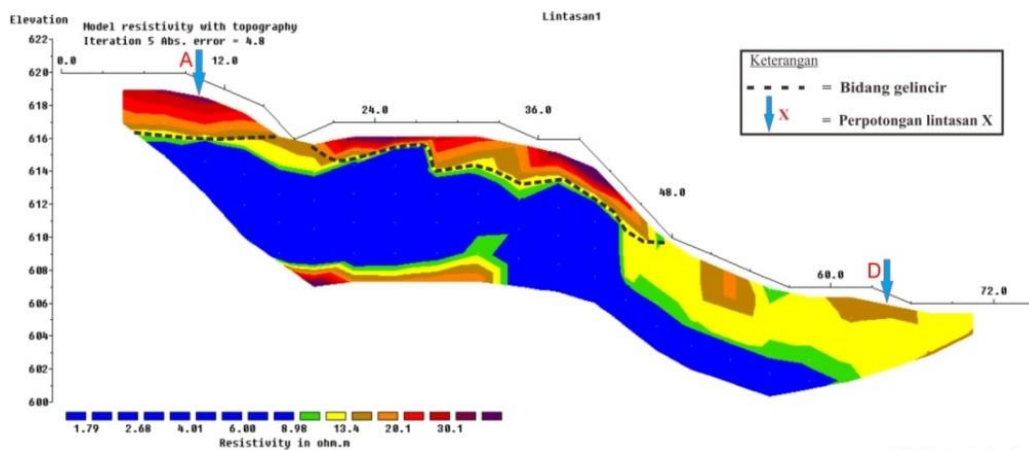 Elevation
Model resistivity with topography
Iteration 5 Abs. error = 4.8
Lintasan1
622
620
618
616
614
612
610
608
606
604
602
600
0.0
A
12.0
24.0
36.0
48.0
60.0
D
72.0
Keterangan
= Bidang gelincir
X = Perpotongan lintasan X
1.79 2.68 4.01 6.00 8.98 13.4 20.1 30.1
Resistivity in ohm.m